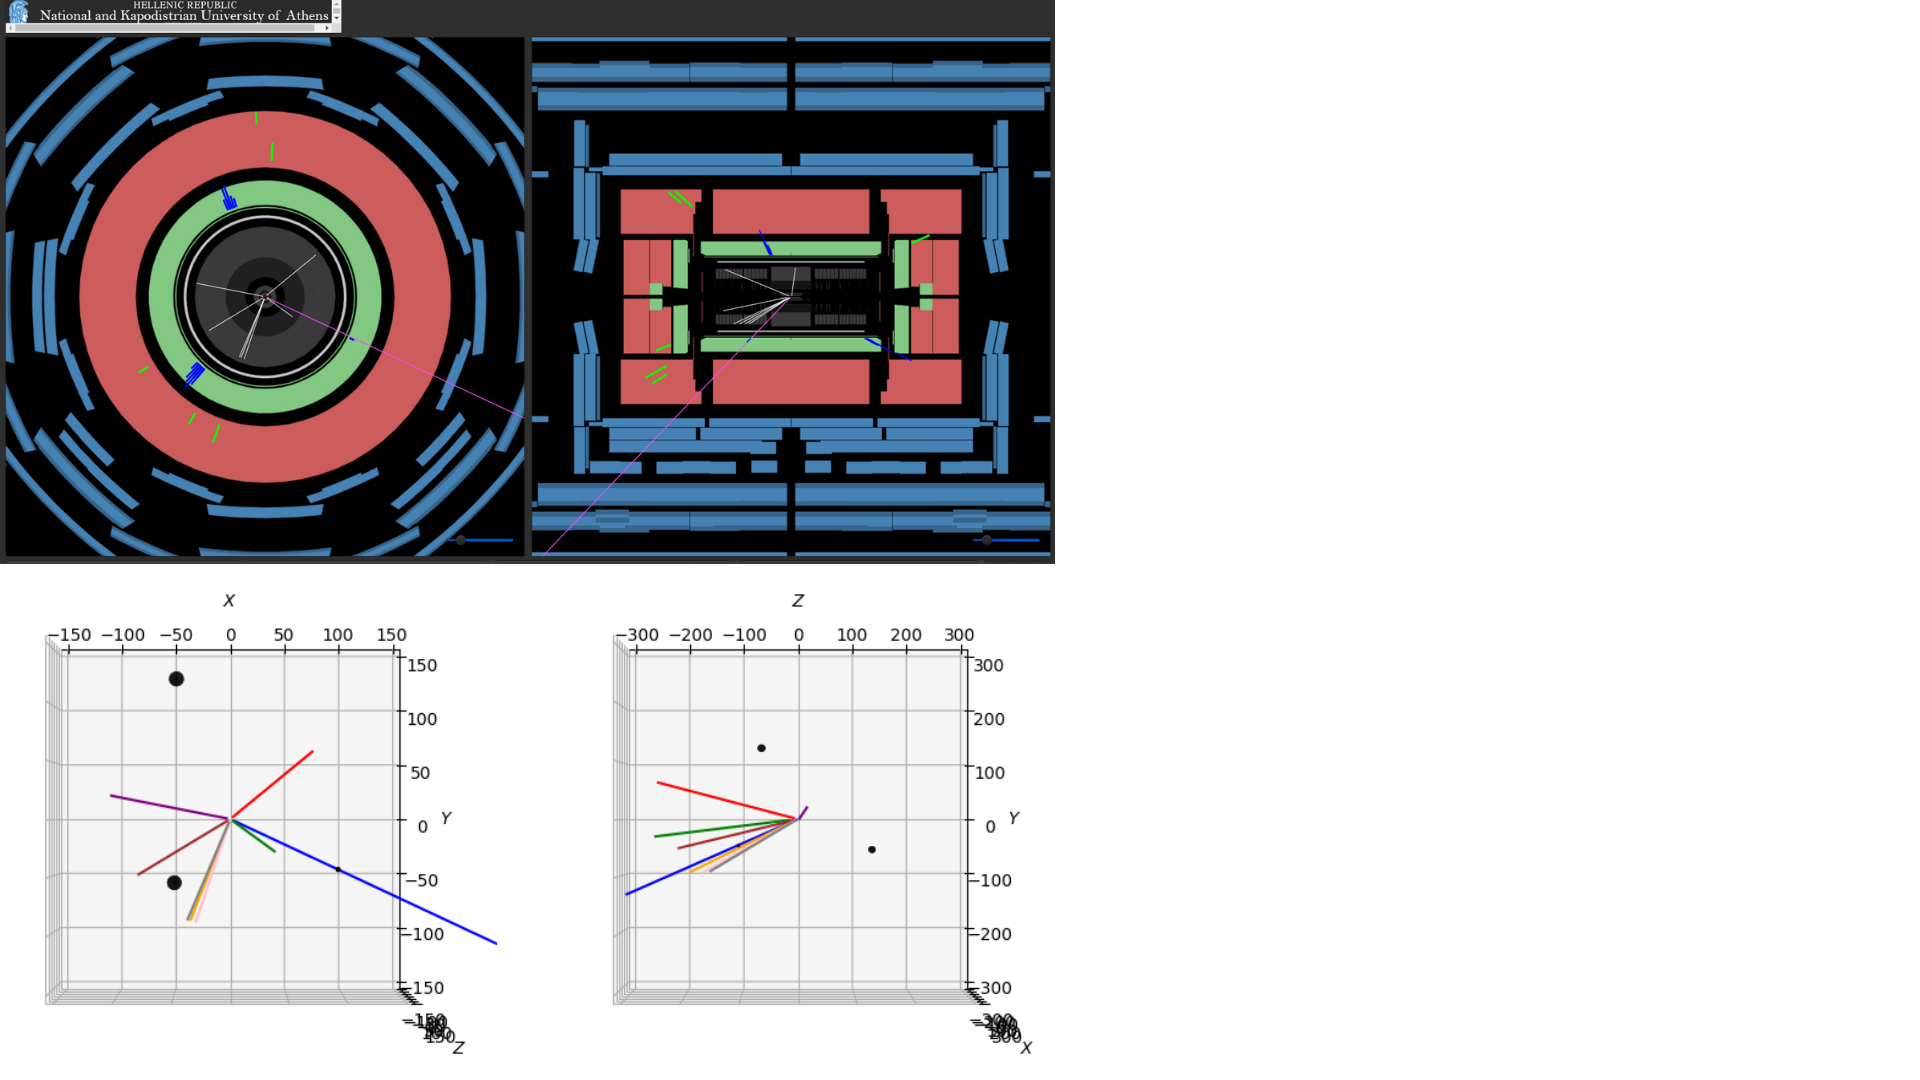 HELLENIC REPUBLIC
National and Kapodistrian University of Athens
X
Z
−150 −100 −50 0 50 100 150
−300 −200 −100 0 100 200 300
150
100
50
0
Y
−50
−100
−150
Z
300
200
100
0
Y
−100
−200
−300
X